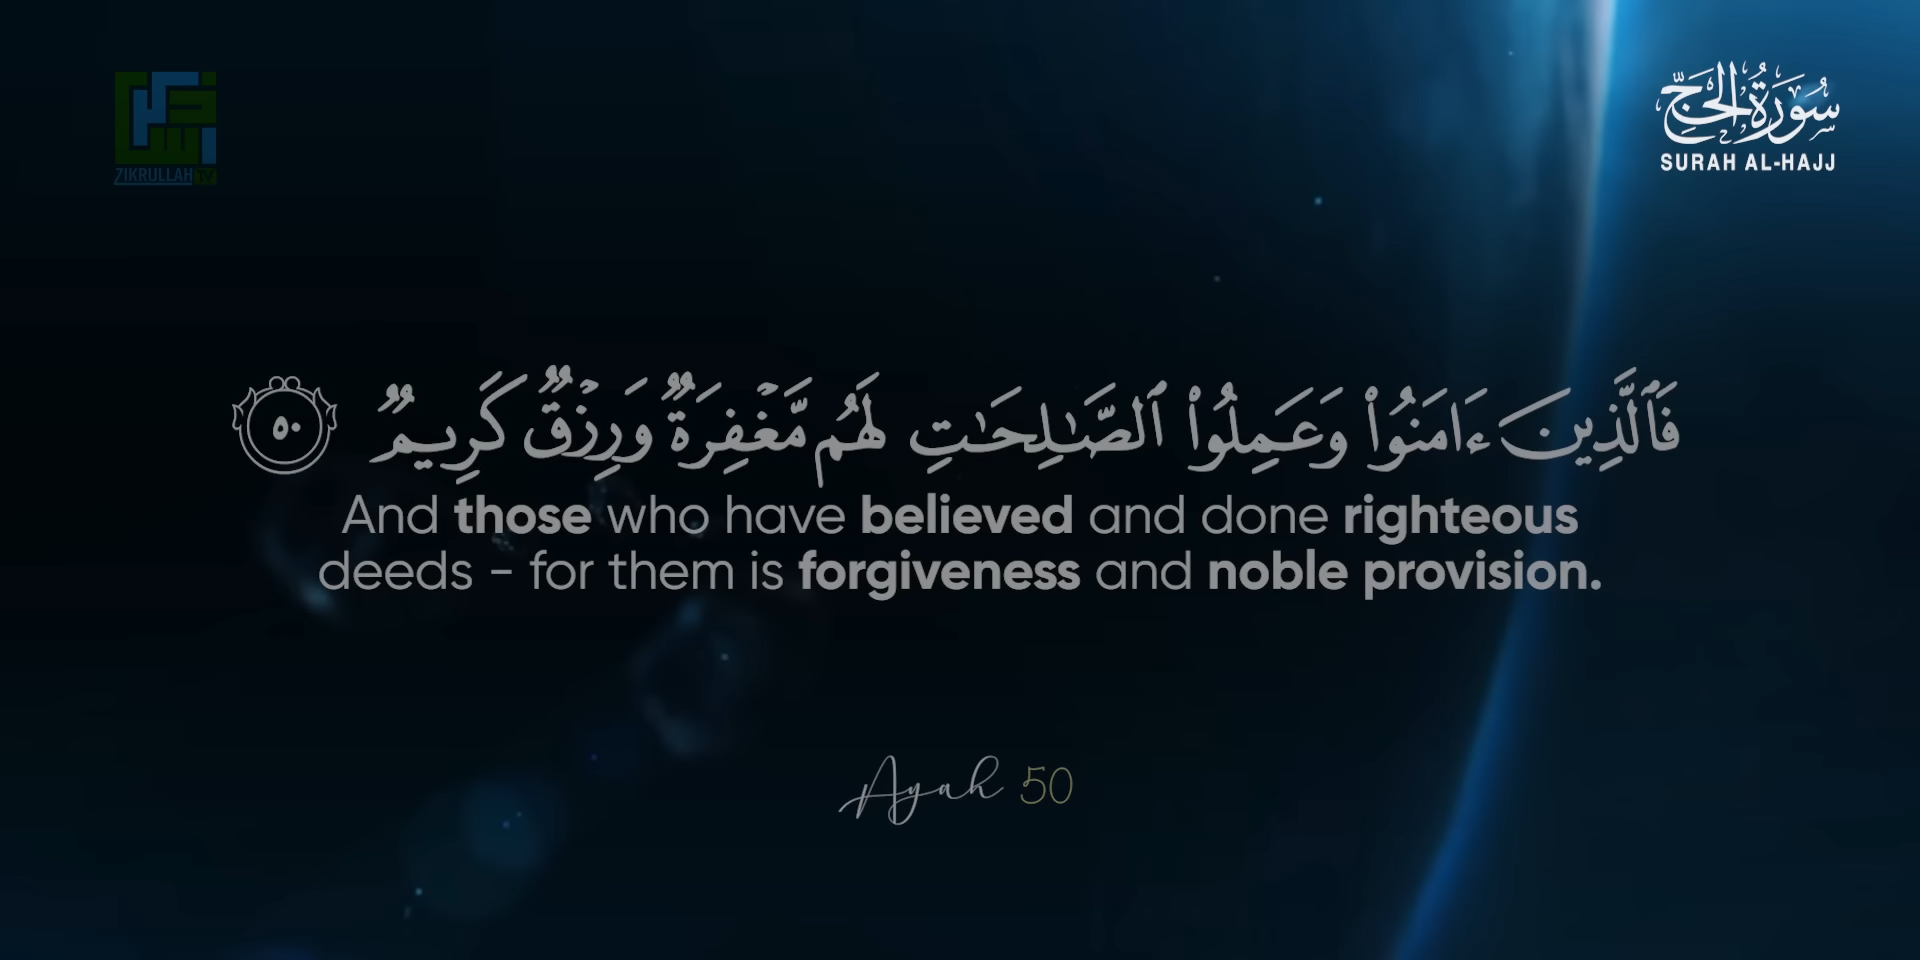 ZIKRULLAH TV
سُورَةُ الحَجِّ
SURAH AL-HAJJ
فَٱلَّذِينَ ءَامَنُوا۟ وَعَمِلُوا۟ ٱلصَّـٰلِحَـٰتِ لَهُم مَّغْفِرَةٌ وَرِزْقٌ كَرِيمٌ ٥٠
And those who have believed and done righteous
deeds - for them is forgiveness and noble provision.
Ayah 50